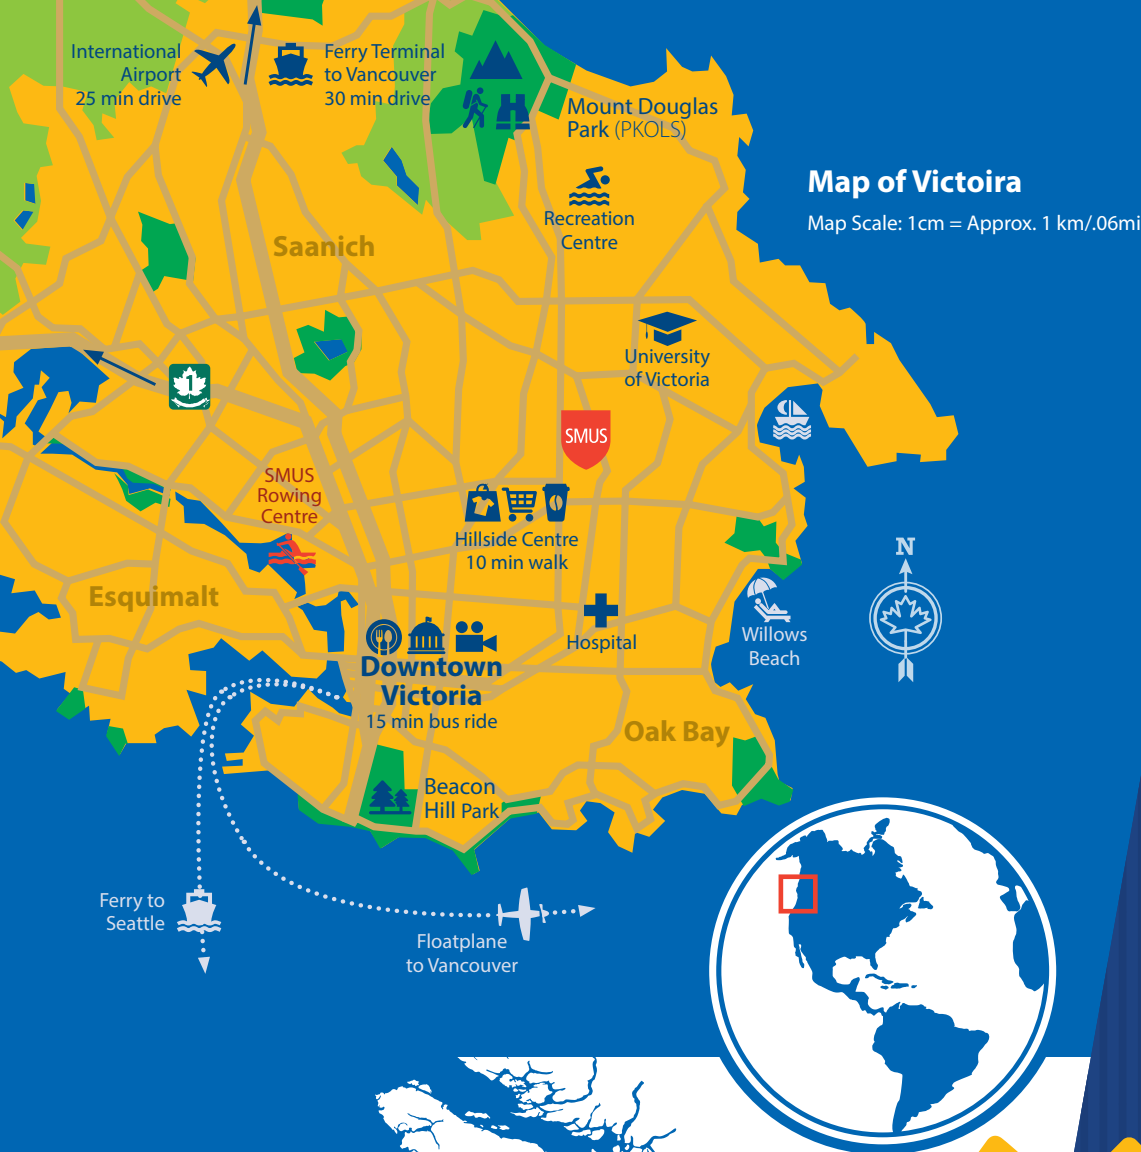 International
Airport
25 min drive
Ferry Terminal
to Vancouver
30 min drive
Mount Douglas
Park (PKOLS)
Map of Victoira
Map Scale: 1cm = Approx. 1 km/.06mi
Recreation
Centre
Saanich
University
of Victoria
1
SMUS
SMUS
Rowing
Centre
Hillside Centre
10 min walk
N
Esquimalt
Hospital
Willows
Beach
Downtown
Victoria
15 min bus ride
Oak Bay
Beacon
Hill Park
Ferry to
Seattle
Floatplane
to Vancouver